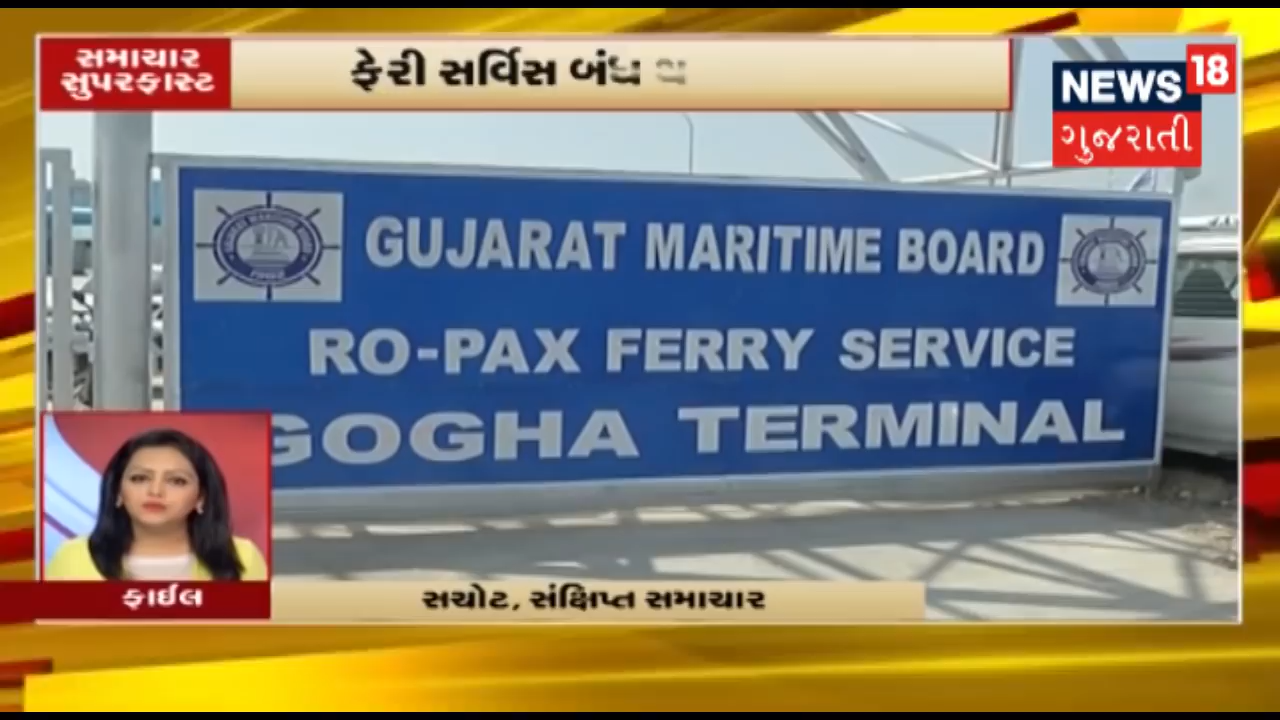 સમાચાર
સુપરફાસ્ટ
ફેરી સર્વિસ બંધ થ
NEWS 18
ગુજરાતી
GUJARAT MARITIME BOARD
RO-PAX FERRY SERVICE
GOGHA TERMINAL
ફાઈલ
સચોટ, સંક્ષિપ્ત સમાચાર